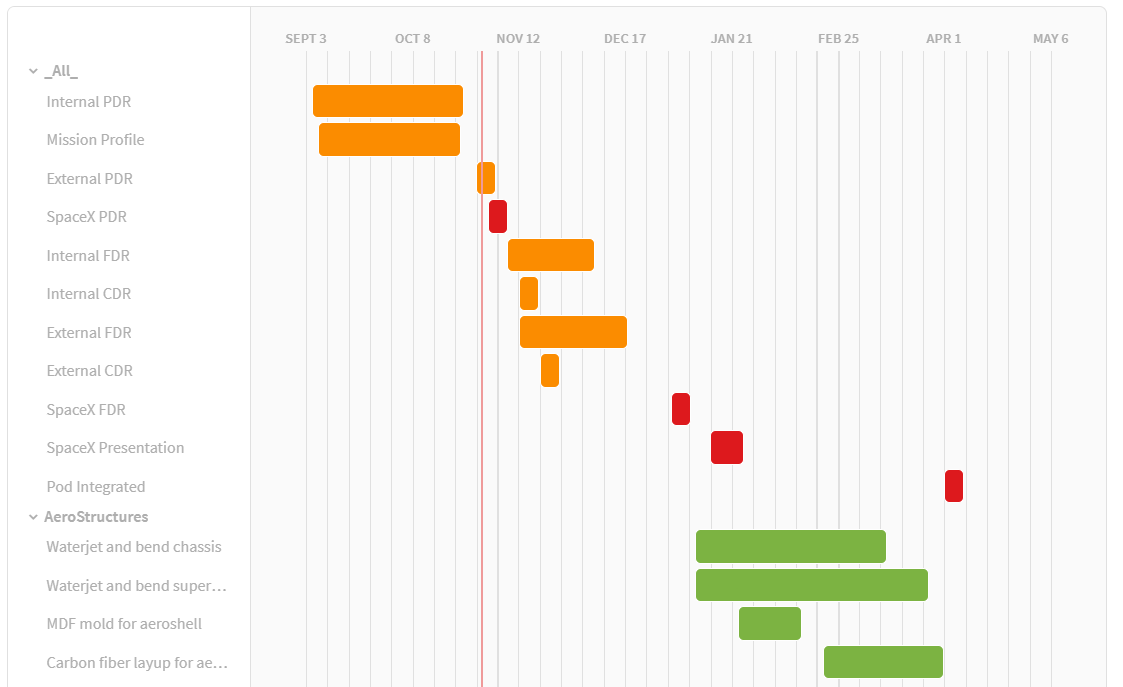 SEPT 3 OCT 8 NOV 12 DEC 17 JAN 21 FEB 25 APR 1 MAY 6
_All_
Internal PDR
Mission Profile
External PDR
SpaceX PDR
Internal FDR
Internal CDR
External FDR
External CDR
SpaceX FDR
SpaceX Presentation
Pod Integrated
AeroStructures
Waterjet and bend chassis
Waterjet and bend super…
MDF mold for aeroshell
Carbon fiber layup for ae…